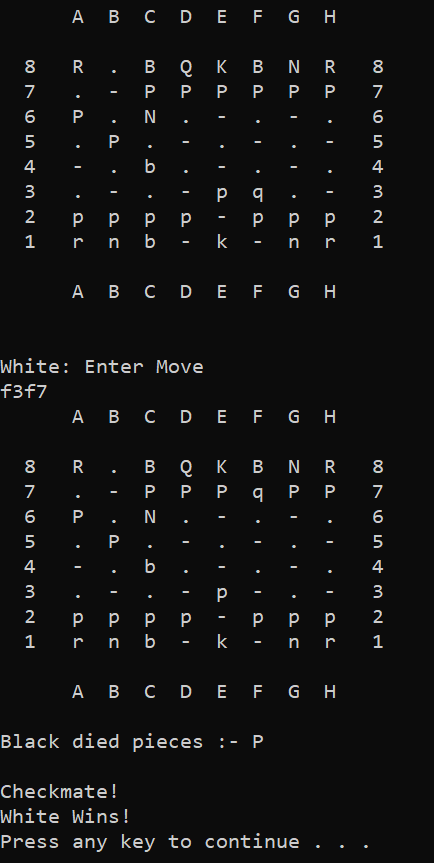 A B C D E F G H
8 R . B Q K B N R 8
7 . - P P P P P P 7
6 P . N . - . - . 6
5 . P . - . - . - 5
4 - . b . - . - . 4
3 . - . - p q . - 3
2 p p p p - p p p 2
1 r n b - k - n r 1
A B C D E F G H
White: Enter Move
f3f7
A B C D E F G H
8 R . B Q K B N R 8
7 . - P P P q P P 7
6 P . N . - . - . 6
5 . P . - . - . - 5
4 - . b . - . - . 4
3 . - . - p - . - 3
2 p p p p - p p p 2
1 r n b - k - n r 1
A B C D E F G H
Black died pieces :- P
Checkmate!
White Wins!
Press any key to continue . . .